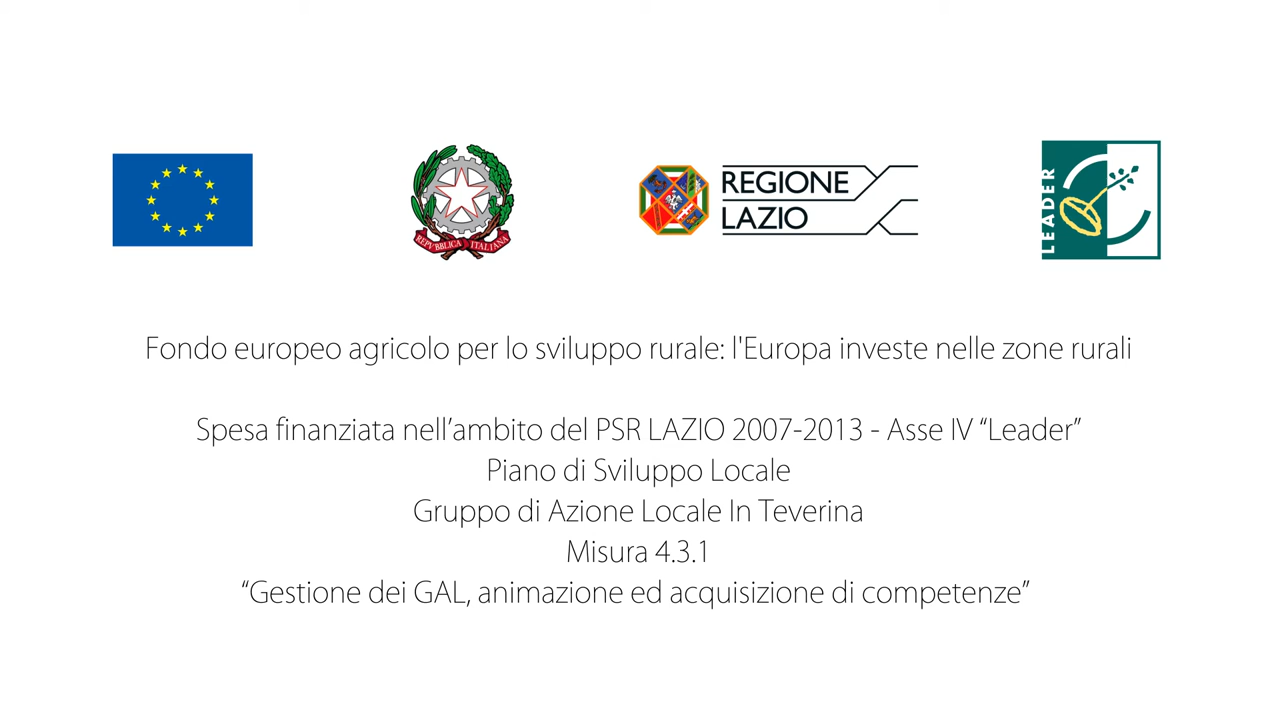 REPVBBLICA ITALIANA
REGIONE
LAZIO
LEADER
Fondo europeo agricolo per lo sviluppo rurale: l'Europa investe nelle zone rurali
Spesa finanziata nell’ambito del PSR LAZIO 2007-2013 - Asse IV “Leader”
Piano di Sviluppo Locale
Gruppo di Azione Locale In Teverina
Misura 4.3.1
“Gestione dei GAL, animazione ed acquisizione di competenze”